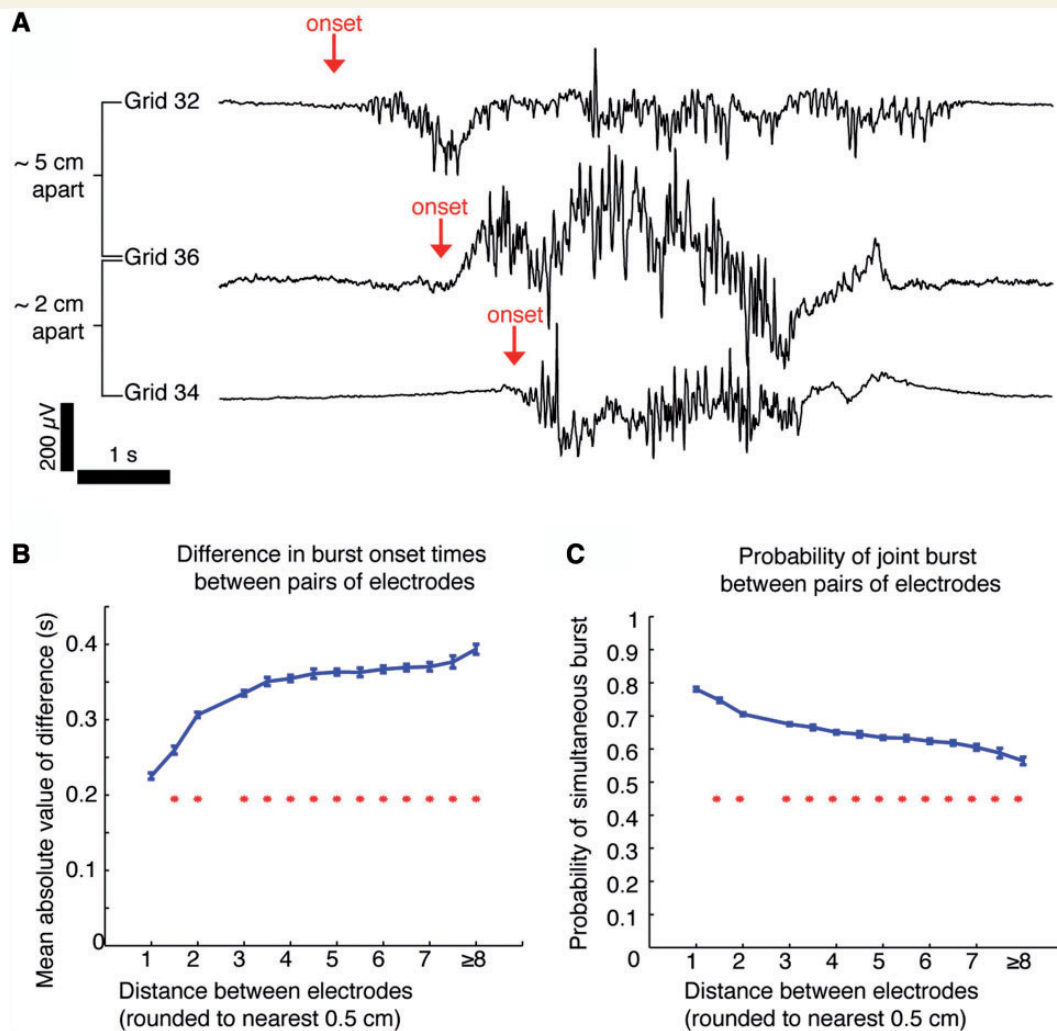 A
onset
Grid 32
~ 5 cm
apart
onset
Grid 36
~ 2 cm
apart
onset
Grid 34
200 µV
1 s
B
Difference in burst onset times
between pairs of electrodes
Mean absolute value of difference (s)
0.4
0.3
0.2
0.1
0
1 2 3 4 5 6 7 ≥8
Distance between electrodes
(rounded to nearest 0.5 cm)
C
Probability of joint burst
between pairs of electrodes
Probability of simultaneous burst
1
0.9
0.8
0.7
0.6
0.5
0.4
0.3
0.2
0.1
0
1 2 3 4 5 6 7 ≥8
Distance between electrodes
(rounded to nearest 0.5 cm)